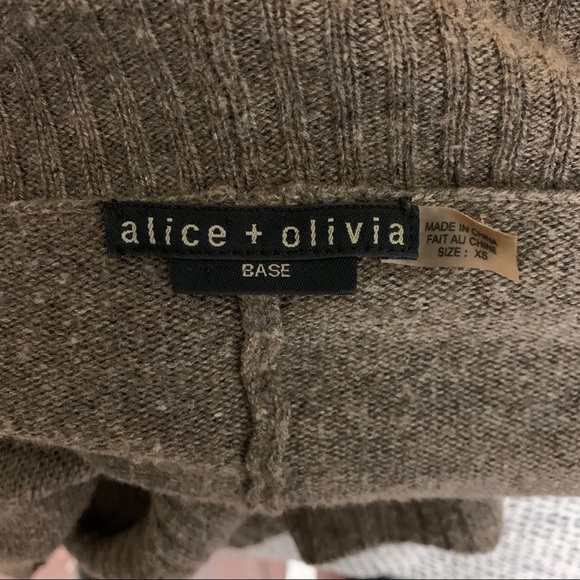 alice + olivia
BASE
MADE IN CHINA
FAIT AU CHINE
SIZE : XS